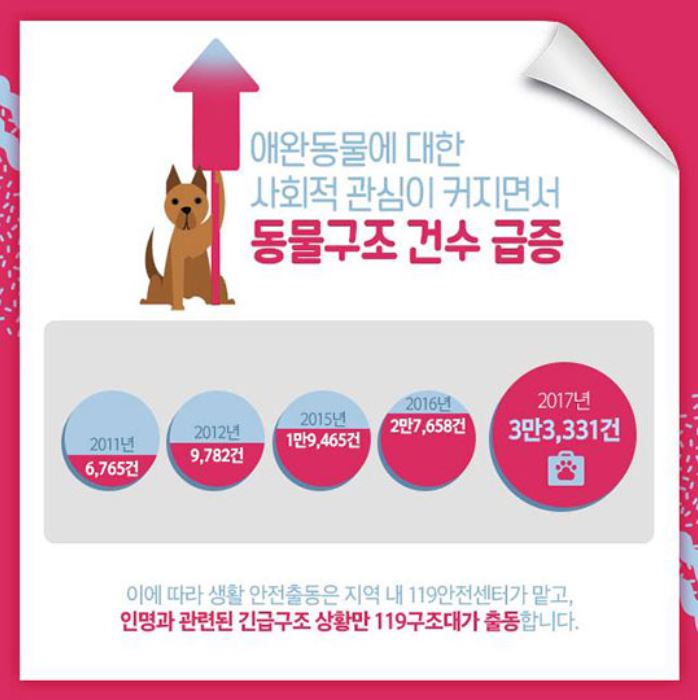 애완동물에 대한
사회적 관심이 커지면서
동물구조 건수 급증
2011년
6,765건
2012년
9,782건
2015년
1만9,465건
2016년
2만7,658건
2017년
3만3,331건
이에 따라 생활 안전출동은 지역 내 119안전센터가 맡고,
인명과 관련된 긴급구조 상황만 119구조대가 출동합니다.